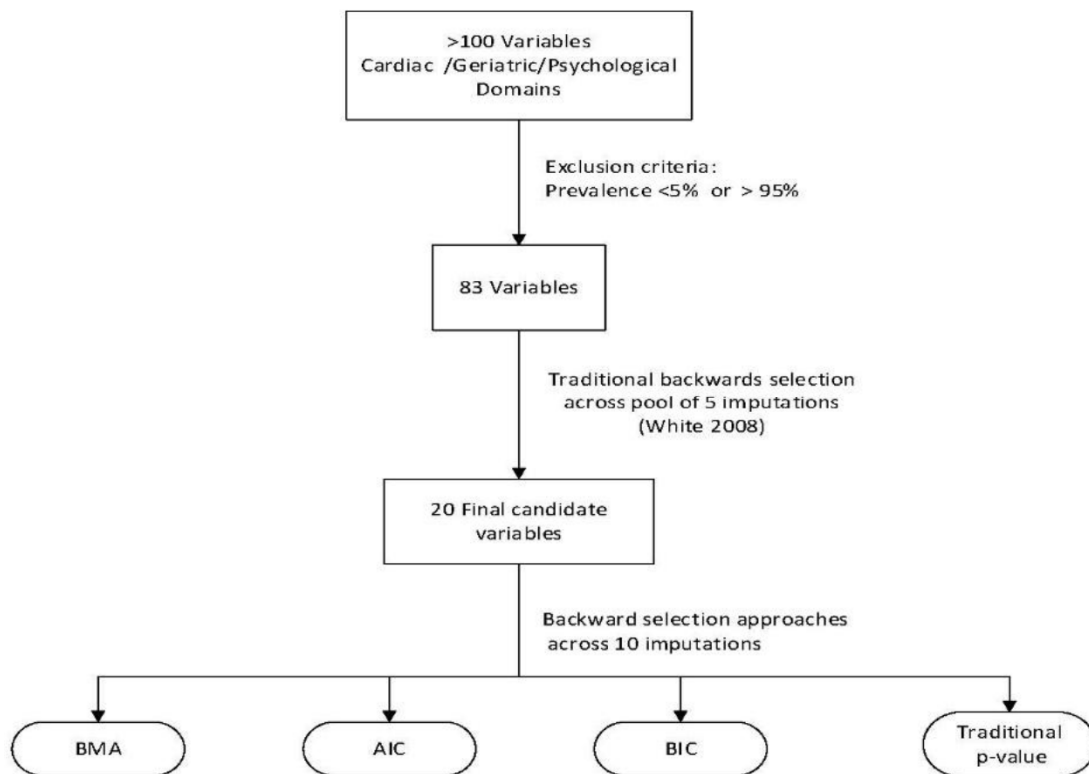 >100 Variables
Cardiac /Geriatric/Psychological
Domains
Exclusion criteria:
Prevalence <5% or > 95%
83 Variables
Traditional backwards selection
across pool of 5 imputations
(White 2008)
20 Final candidate
variables
Backward selection approaches
across 10 imputations
BMA
AIC
BIC
Traditional
p-value